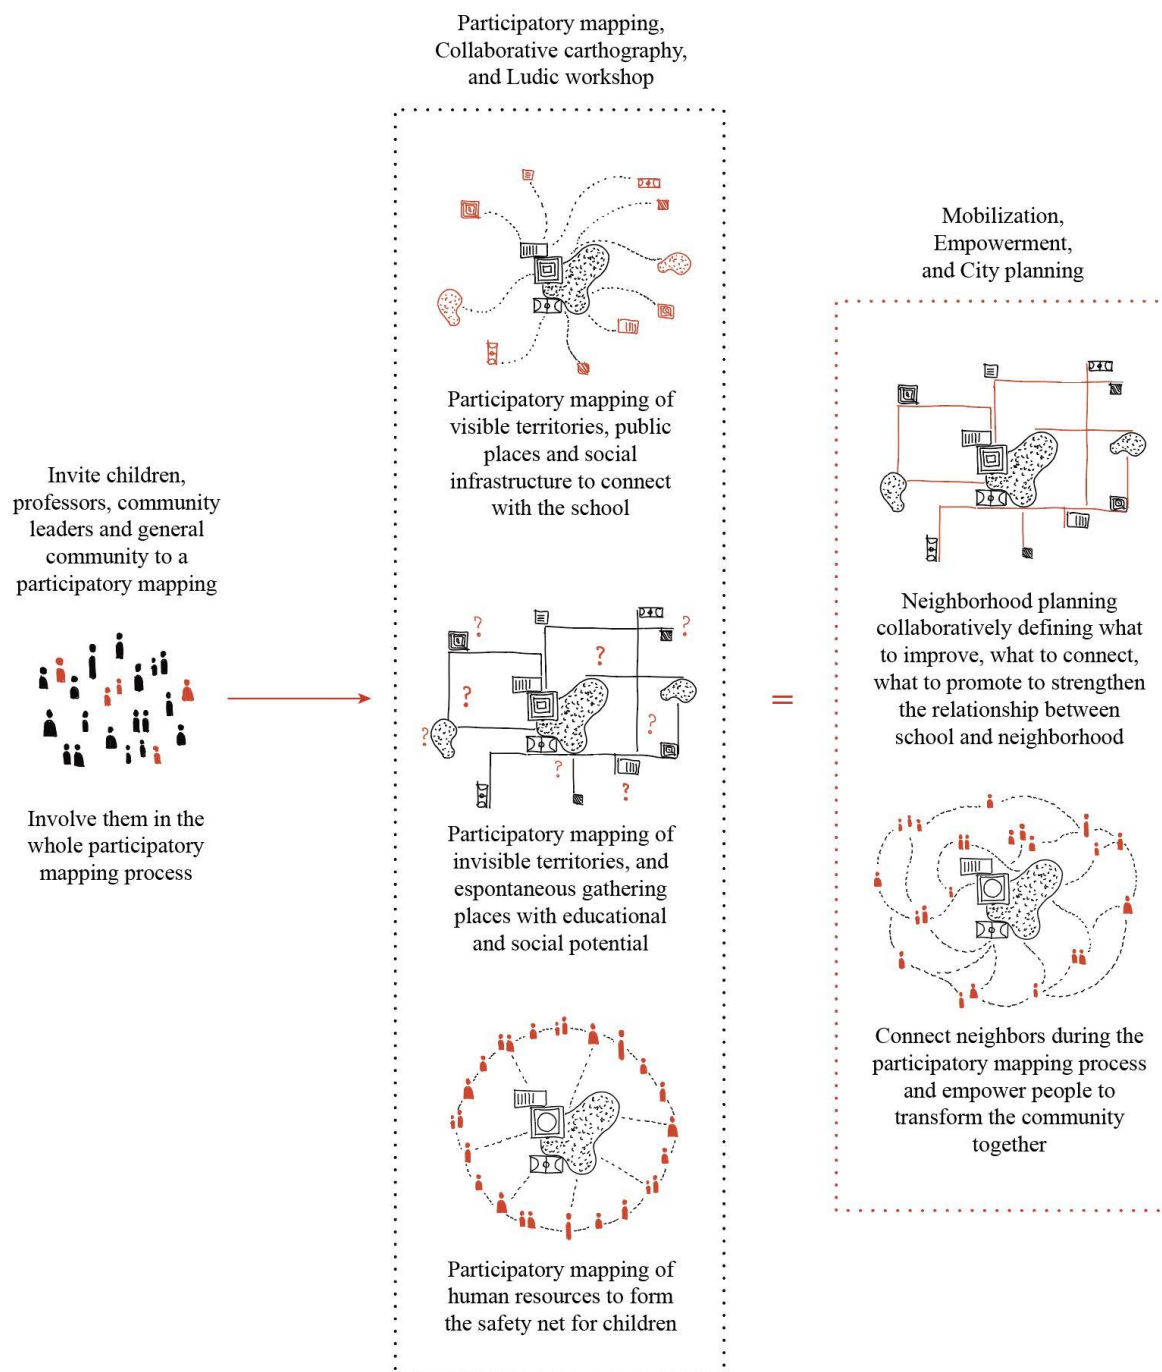 Participatory mapping,
Collaborative carthography,
and Ludic workshop
Invite children,
professors, community
leaders and general
community to a
participatory mapping
Involve them in the
whole participatory
mapping process
Participatory mapping of
visible territories, public
places and social
infrastructure to connect
with the school
? ? ? ? ? ? ? ?
Participatory mapping of
invisible territories, and
espontaneous gathering
places with educational
and social potential
Participatory mapping of
human resources to form
the safety net for children
=
Mobilization,
Empowerment,
and City planning
Neighborhood planning
collaboratively defining what
to improve, what to connect,
what to promote to strengthen
the relationship between
school and neighborhood
Connect neighbors during the
participatory mapping process
and empower people to
transform the community
together